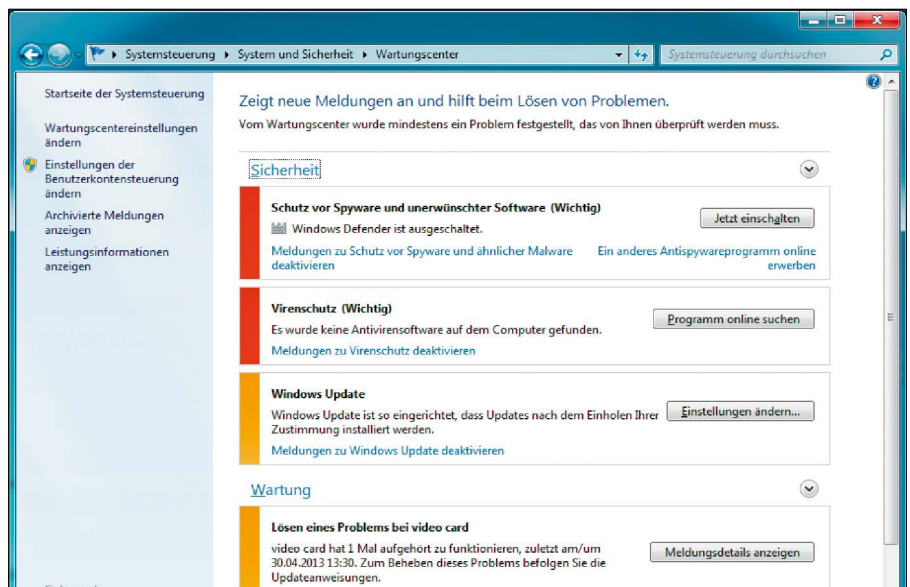 Systemsteuerung ▸ System und Sicherheit ▸ Wartungscenter
Systemsteuerung durchsuchen
Startseite der Systemsteuerung
Wartungscentereinstellungen
ändern
Einstellungen der
Benutzerkontensteuerung
ändern
Archivierte Meldungen
anzeigen
Leistungsinformationen
anzeigen
Zeigt neue Meldungen an und hilft beim Lösen von Problemen.
Vom Wartungscenter wurde mindestens ein Problem festgestellt, das von Ihnen überprüft werden muss.
Sicherheit
Schutz vor Spyware und unerwünschter Software (Wichtig)
Windows Defender ist ausgeschaltet.
Jetzt einschalten
Meldungen zu Schutz vor Spyware und ähnlicher Malware
deaktivieren
Ein anderes Antispywareprogramm online
erwerben
Virenschutz (Wichtig)
Es wurde keine Antivirensoftware auf dem Computer gefunden.
Programm online suchen
Meldungen zu Virenschutz deaktivieren
Windows Update
Windows Update ist so eingerichtet, dass Updates nach dem Einholen Ihrer
Zustimmung installiert werden.
Einstellungen ändern...
Meldungen zu Windows Update deaktivieren
Wartung
Lösen eines Problems bei video card
video card hat 1 Mal aufgehört zu funktionieren, zuletzt am/um
30.04.2013 13:30. Zum Beheben dieses Problems befolgen Sie die
Updateanweisungen.
Meldungsdetails anzeigen